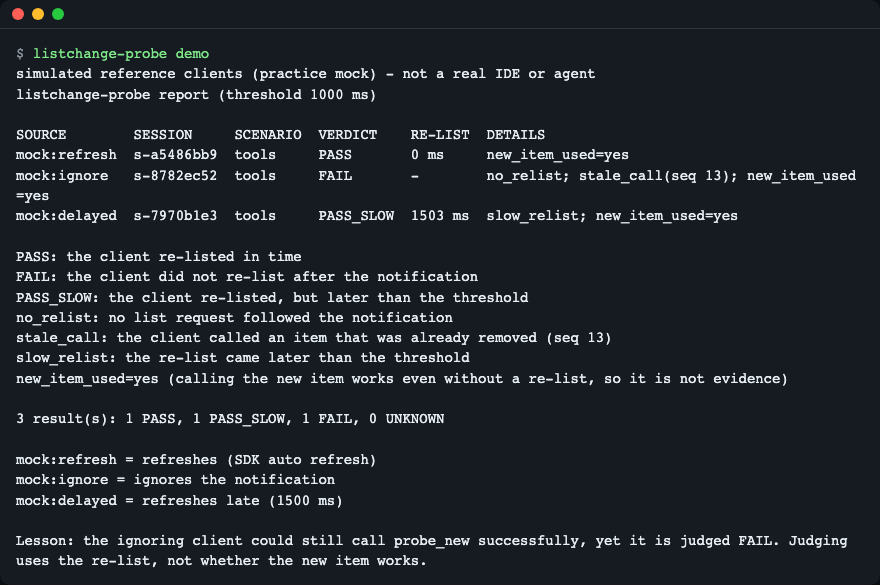 $ listchange-probe demo
simulated reference clients (practice mock) - not a real IDE or agent
listchange-probe report (threshold 1000 ms)
SOURCE SESSION SCENARIO VERDICT RE-LIST DETAILS
mock:refresh s-a5486bb9 tools PASS 0 ms new_item_used=yes
mock:ignore s-8782ec52 tools FAIL - no_relist; stale_call(seq 13); new_item_used
=yes
mock:delayed s-7970b1e3 tools PASS_SLOW 1503 ms slow_relist; new_item_used=yes
PASS: the client re-listed in time
FAIL: the client did not re-list after the notification
PASS_SLOW: the client re-listed, but later than the threshold
no_relist: no list request followed the notification
stale_call: the client called an item that was already removed (seq 13)
slow_relist: the re-list came later than the threshold
new_item_used=yes (calling the new item works even without a re-list, so it is not evidence)
3 result(s): 1 PASS, 1 PASS_SLOW, 1 FAIL, 0 UNKNOWN
mock:refresh = refreshes (SDK auto refresh)
mock:ignore = ignores the notification
mock:delayed = refreshes late (1500 ms)
Lesson: the ignoring client could still call probe_new successfully, yet it is judged FAIL. Judging
uses the re-list, not whether the new item works.